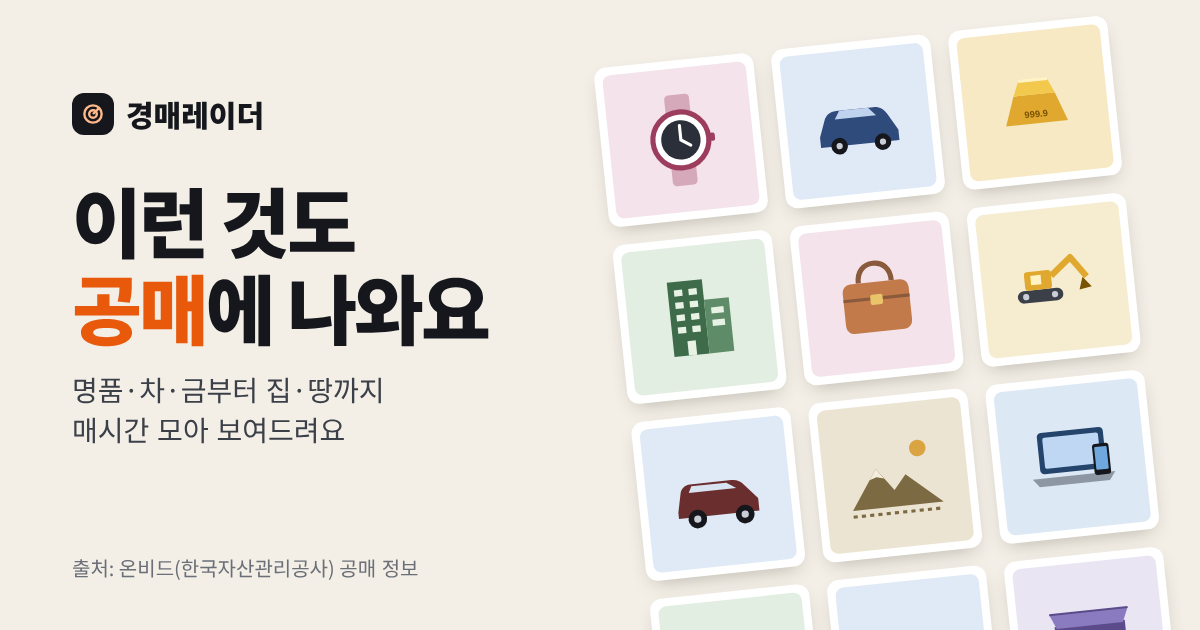 경매레이더
이런 것도
공매에 나와요
명품·차·금부터 집·땅까지
매시간 모아 보여드려요
출처: 온비드(한국자산관리공사) 공매 정보
999.9